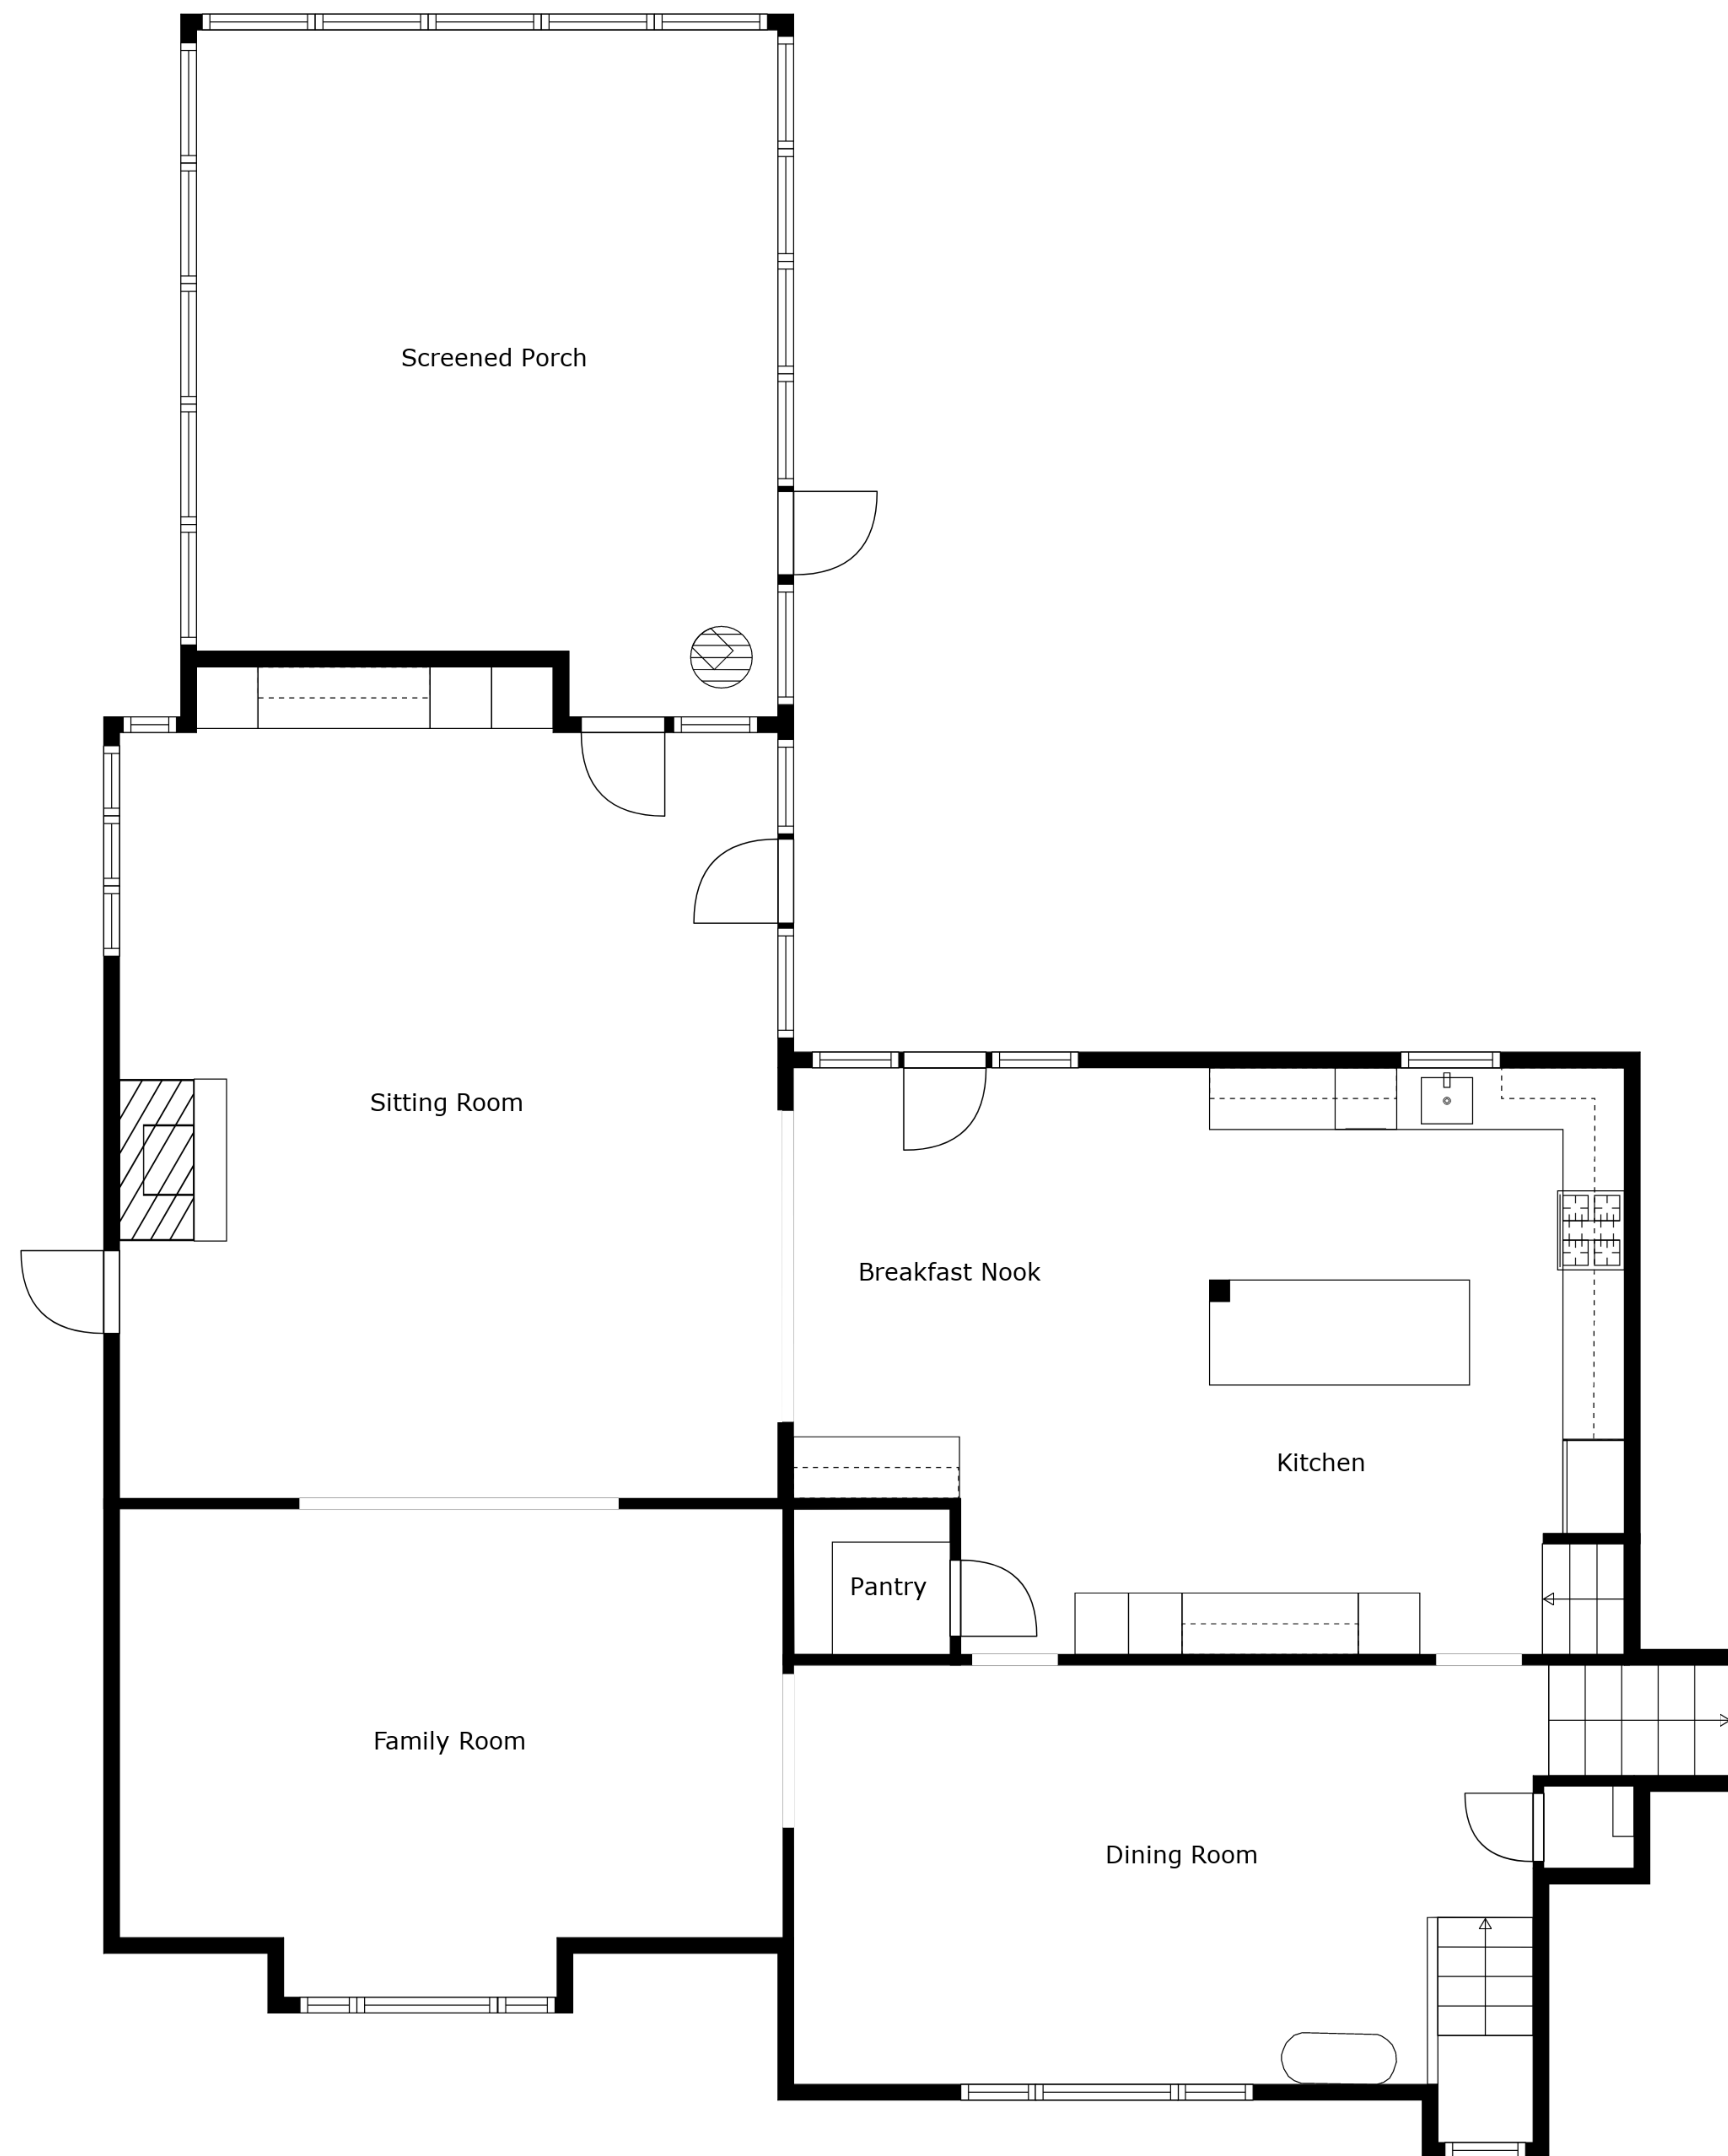 Screened Porch
Sitting Room
Breakfast Nook
Kitchen
Pantry
Family Room
Dining Room